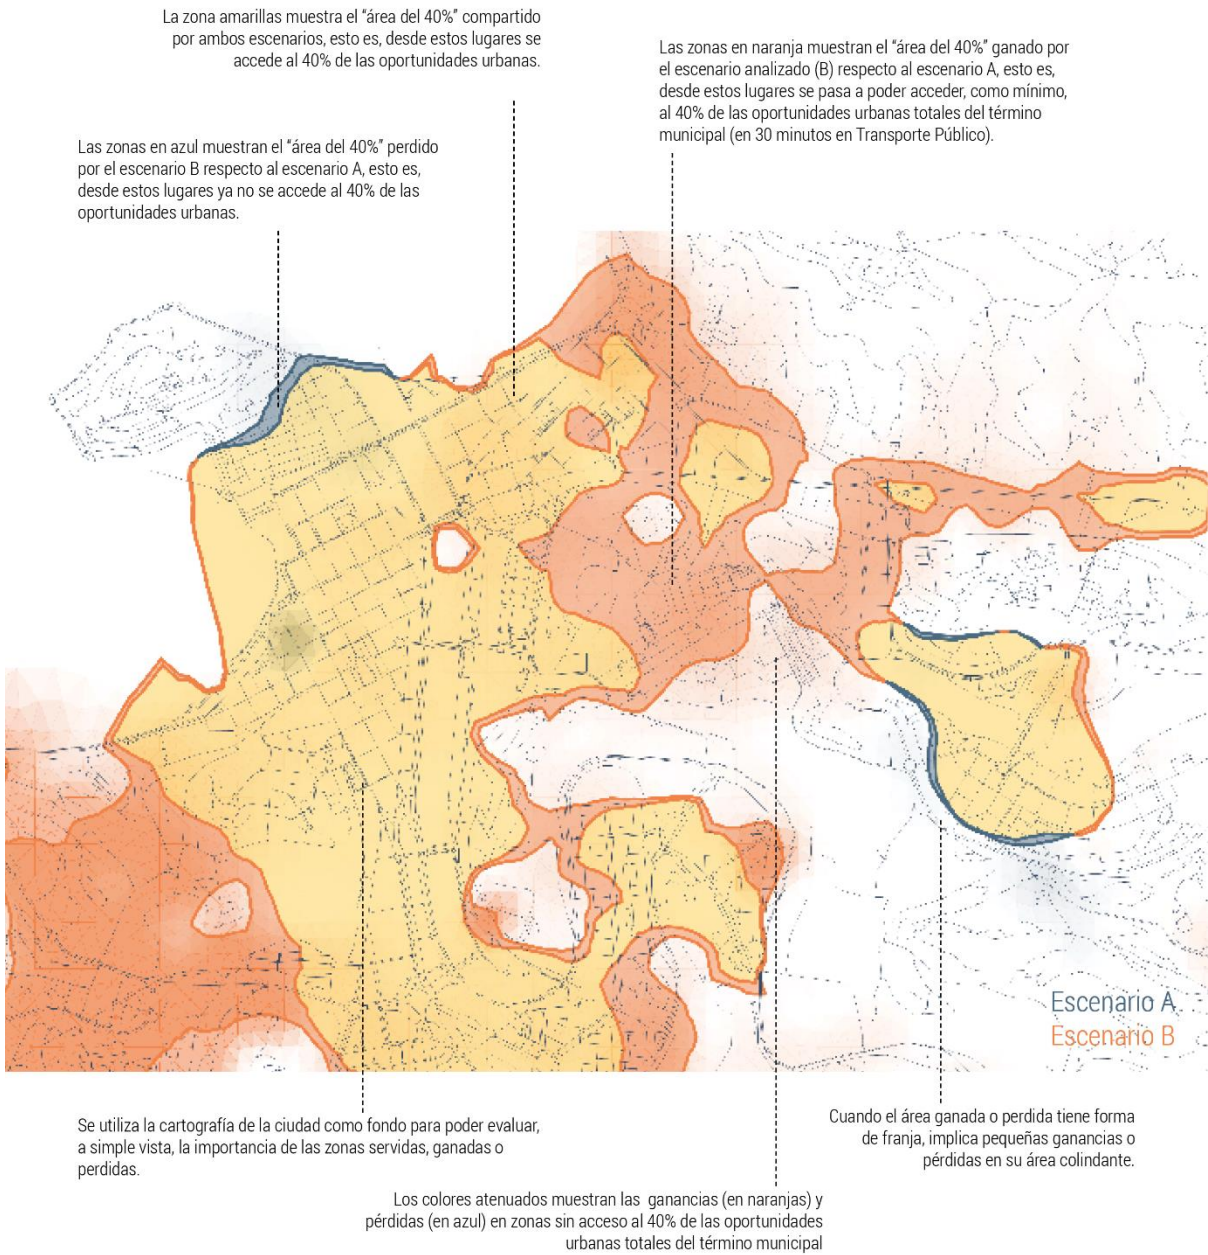 La zona amarillas muestra el “área del 40%” compartido
por ambos escenarios, esto es, desde estos lugares se
accede al 40% de las oportunidades urbanas.
Las zonas en naranja muestran el “área del 40%” ganado por
el escenario analizado (B) respecto al escenario A, esto es,
desde estos lugares se pasa a poder acceder, como mínimo,
al 40% de las oportunidades urbanas totales del término
municipal (en 30 minutos en Transporte Público).
Las zonas en azul muestran el “área del 40%” perdido
por el escenario B respecto al escenario A, esto es,
desde estos lugares ya no se accede al 40% de las
oportunidades urbanas.
Escenario A
Escenario B
Se utiliza la cartografía de la ciudad como fondo para poder evaluar,
a simple vista, la importancia de las zonas servidas, ganadas o
perdidas.
Cuando el área ganada o perdida tiene forma
de franja, implica pequeñas ganancias o
pérdidas en su área colindante.
Los colores atenuados muestran las ganancias (en naranjas) y
pérdidas (en azul) en zonas sin acceso al 40% de las oportunidades
urbanas totales del término municipal